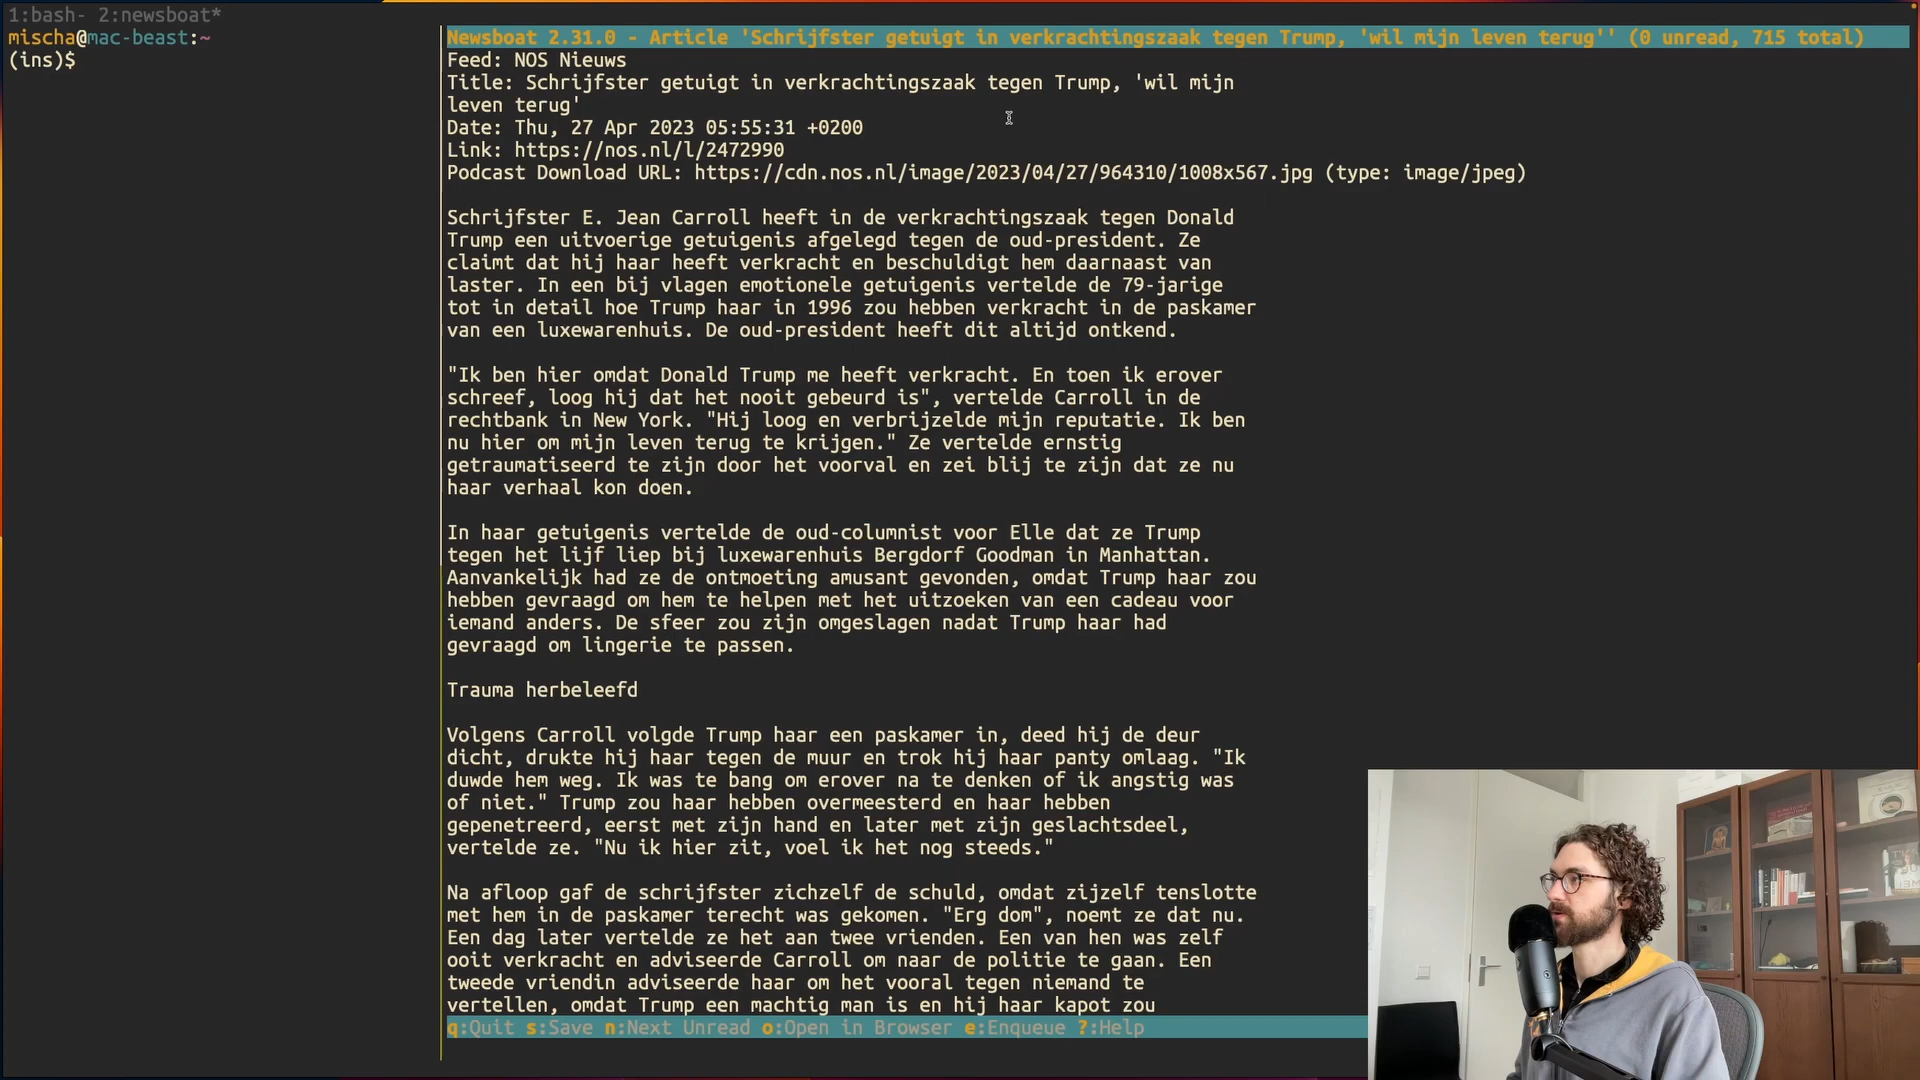 1:bash- 2:newsboat*
mischa@mac-beast:~
(ins)$
Newsboat 2.31.0 - Article 'Schrijfster getuigt in verkrachtingszaak tegen Trump, 'wil mijn leven terug'' (0 unread, 715 total)
Feed: NOS Nieuws
Title: Schrijfster getuigt in verkrachtingszaak tegen Trump, 'wil mijn
leven terug'
Date: Thu, 27 Apr 2023 05:55:31 +0200
Link: https://nos.nl/l/2472990
Podcast Download URL: https://cdn.nos.nl/image/2023/04/27/964310/1008x567.jpg (type: image/jpeg)
Schrijfster E. Jean Carroll heeft in de verkrachtingszaak tegen Donald
Trump een uitvoerige getuigenis afgelegd tegen de oud-president. Ze
claimt dat hij haar heeft verkracht en beschuldigt hem daarnaast van
laster. In een bij vlagen emotionele getuigenis vertelde de 79-jarige
tot in detail hoe Trump haar in 1996 zou hebben verkracht in de paskamer
van een luxewarenhuis. De oud-president heeft dit altijd ontkend.
"Ik ben hier omdat Donald Trump me heeft verkracht. En toen ik erover
schreef, loog hij dat het nooit gebeurd is", vertelde Carroll in de
rechtbank in New York. "Hij loog en verbrijzelde mijn reputatie. Ik ben
nu hier om mijn leven terug te krijgen." Ze vertelde ernstig
getraumatiseerd te zijn door het voorval en zei blij te zijn dat ze nu
haar verhaal kon doen.
In haar getuigenis vertelde de oud-columnist voor Elle dat ze Trump
tegen het lijf liep bij luxewarenhuis Bergdorf Goodman in Manhattan.
Aanvankelijk had ze de ontmoeting amusant gevonden, omdat Trump haar zou
hebben gevraagd om hem te helpen met het uitzoeken van een cadeau voor
iemand anders. De sfeer zou zijn omgeslagen nadat Trump haar had
gevraagd om lingerie te passen.
Trauma herbeleefd
Volgens Carroll volgde Trump haar een paskamer in, deed hij de deur
dicht, drukte hij haar tegen de muur en trok hij haar panty omlaag. "Ik
duwde hem weg. Ik was te bang om erover na te denken of ik angstig was
of niet." Trump zou haar hebben overmeesterd en haar hebben
gepenetreerd, eerst met zijn hand en later met zijn geslachtsdeel,
vertelde ze. "Nu ik hier zit, voel ik het nog steeds."
Na afloop gaf de schrijfster zichzelf de schuld, omdat zijzelf tenslotte
met hem in de paskamer terecht was gekomen. "Erg dom", noemt ze dat nu.
Een dag later vertelde ze het aan twee vrienden. Een van hen was zelf
ooit verkracht en adviseerde Carroll om naar de politie te gaan. Een
tweede vriendin adviseerde haar om het vooral tegen niemand te
vertellen, omdat Trump een machtig man is en hij haar kapot zou
q:Quit s:Save n:Next Unread o:Open in Browser e:Enqueue ?:Help